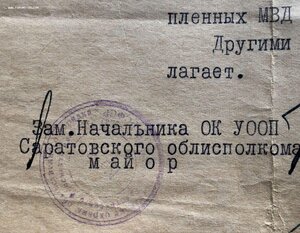 пленных МВД
Другими
лагает.
Зам.Начальника ОК УООП
Саратовского облисполкома
майор